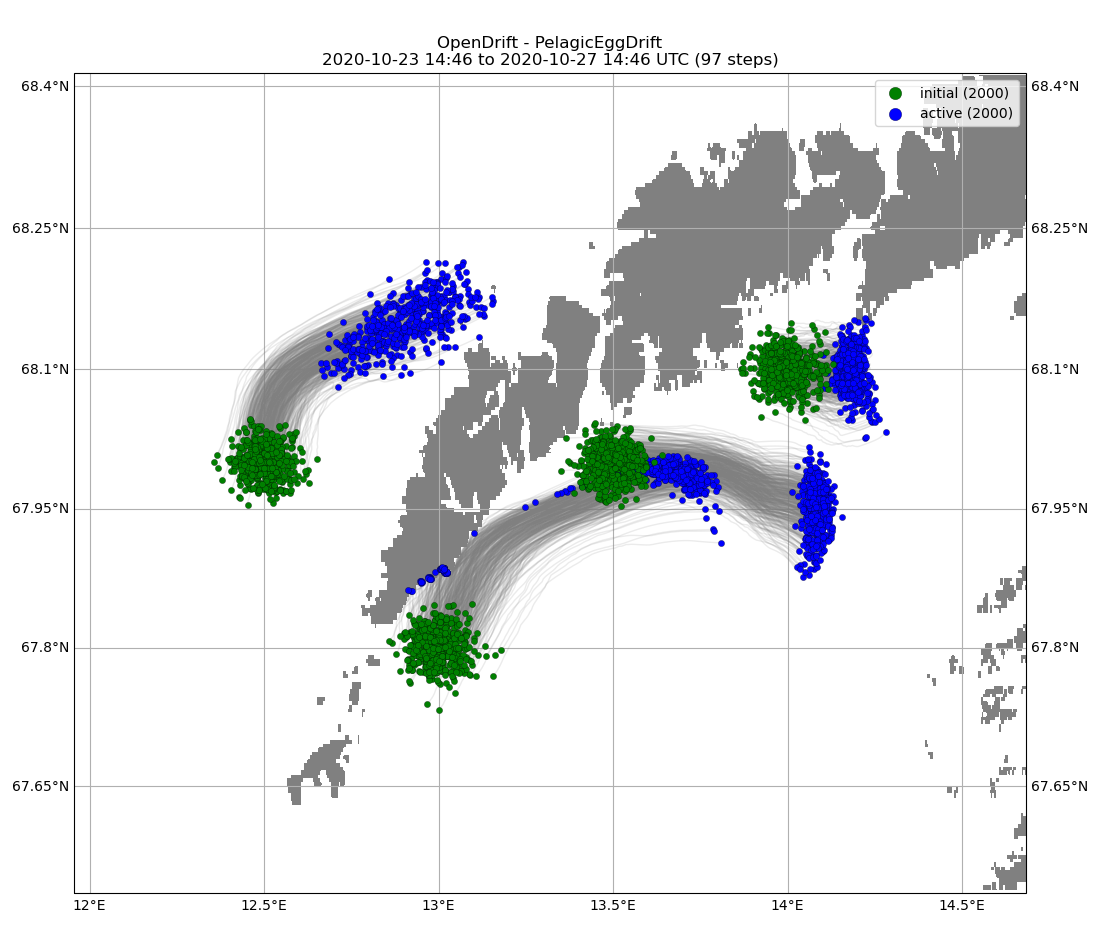 OpenDrift - PelagicEggDrift
2020-10-23 14:46 to 2020-10-27 14:46 UTC (97 steps)
initial (2000)
active (2000)
68.4°N
68.4°N
68.25°N
68.25°N
68.1°N
68.1°N
67.95°N
67.95°N
67.8°N
67.8°N
67.65°N
67.65°N
12°E
12.5°E
13°E
13.5°E
14°E
14.5°E